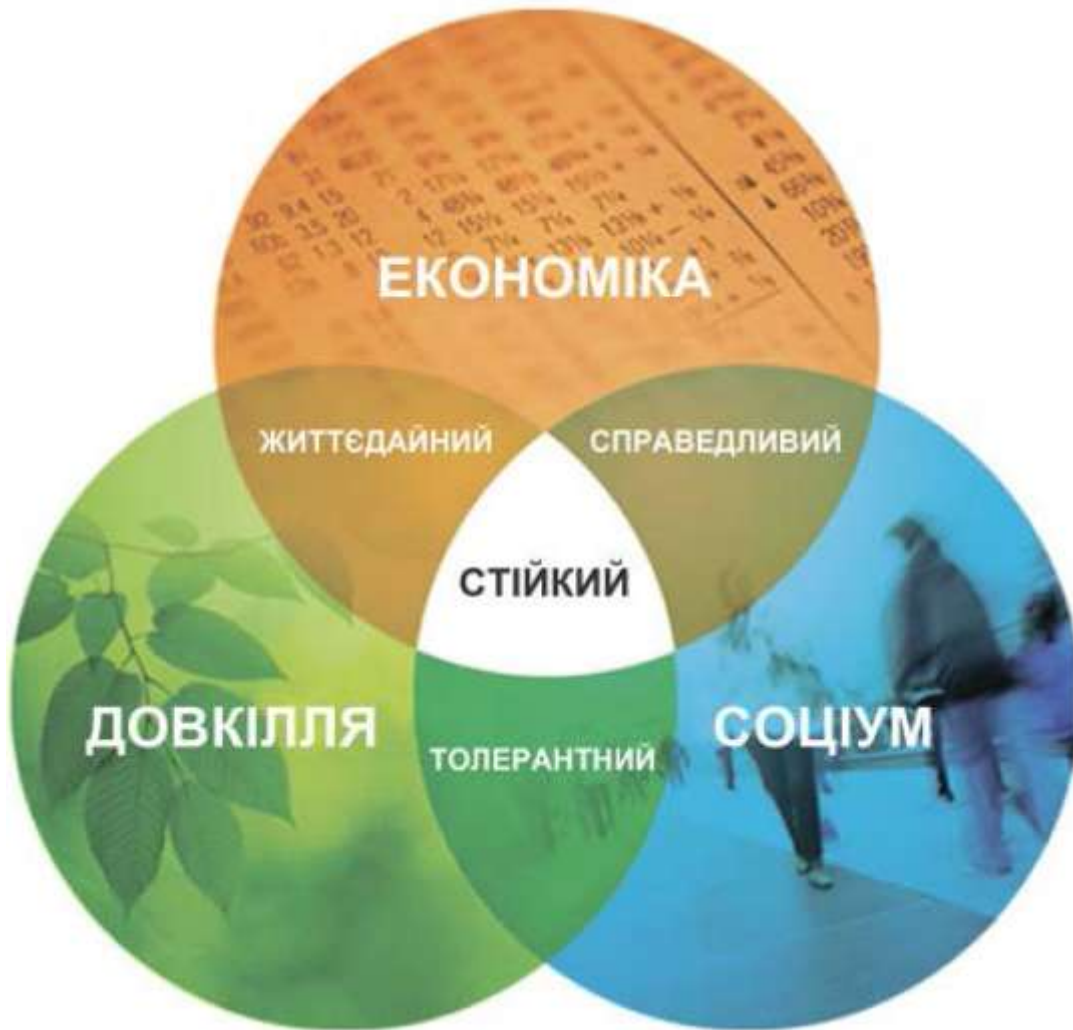 ЕКОНОМІКА
ЖИТТЄДАЙНИЙ
СПРАВЕДЛИВИЙ
СТІЙКИЙ
ДОВКІЛЛЯ
СОЦІУМ
ТОЛЕРАНТНИЙ